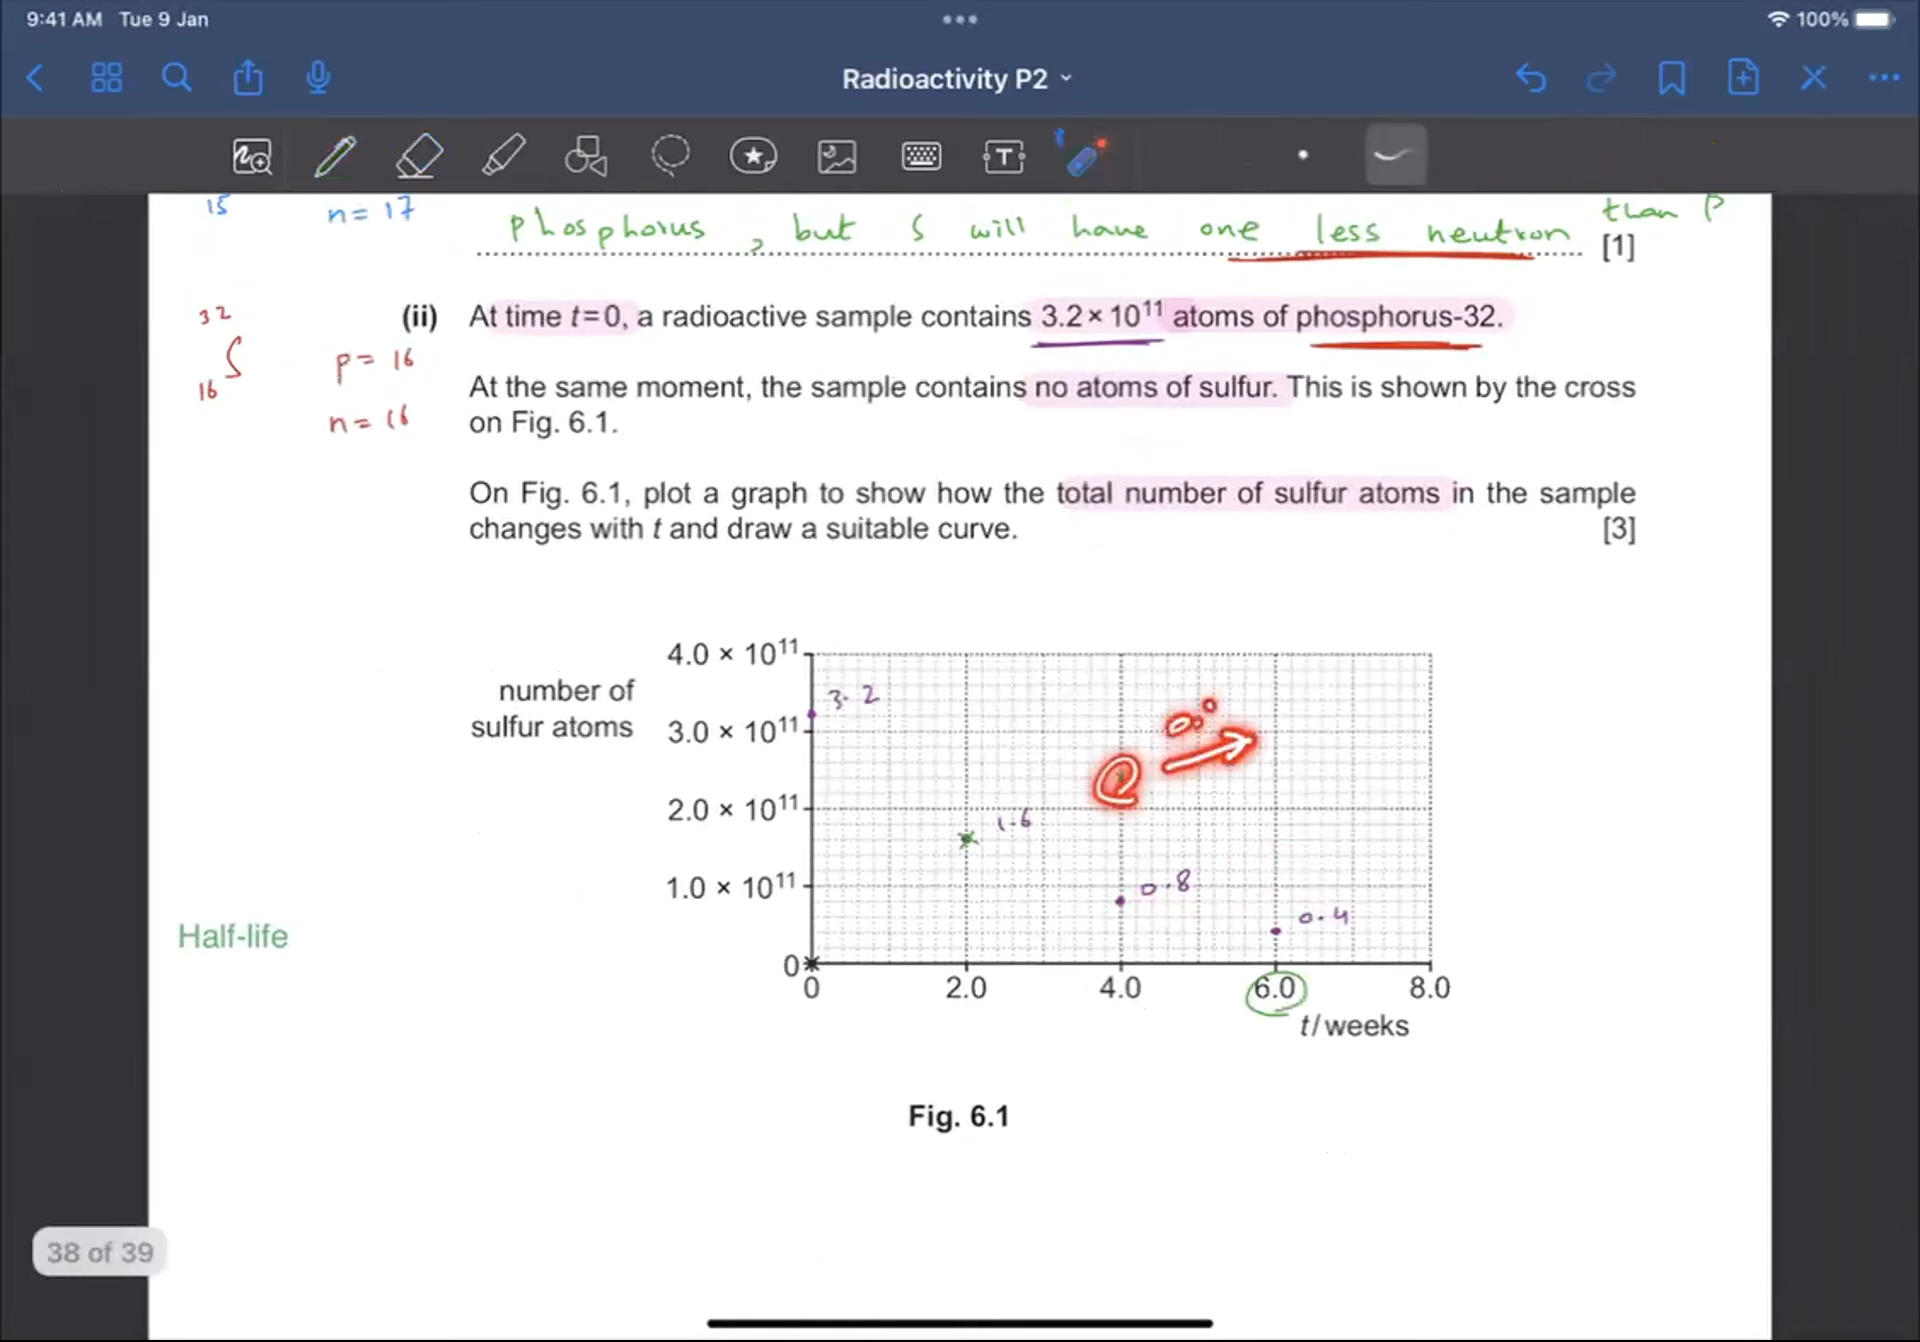 9:41 AM Tue 9 Jan
100%
Radioactivity P2
15 n = 17
than P
phosphorus, but S will have one less neutron [1]
(ii) At time t=0, a radioactive sample contains 3.2 × 10¹¹ atoms of phosphorus-32.
32
S
16
p = 16
n = 16
At the same moment, the sample contains no atoms of sulfur. This is shown by the cross
on Fig. 6.1.
On Fig. 6.1, plot a graph to show how the total number of sulfur atoms in the sample
changes with t and draw a suitable curve. [3]
number of
sulfur atoms
4.0 × 10¹¹
3.0 × 10¹¹
2.0 × 10¹¹
1.0 × 10¹¹
0
3.2
1.6
0.8
0.4
0 2.0 4.0 6.0 8.0
t/weeks
Half-life
Fig. 6.1
38 of 39